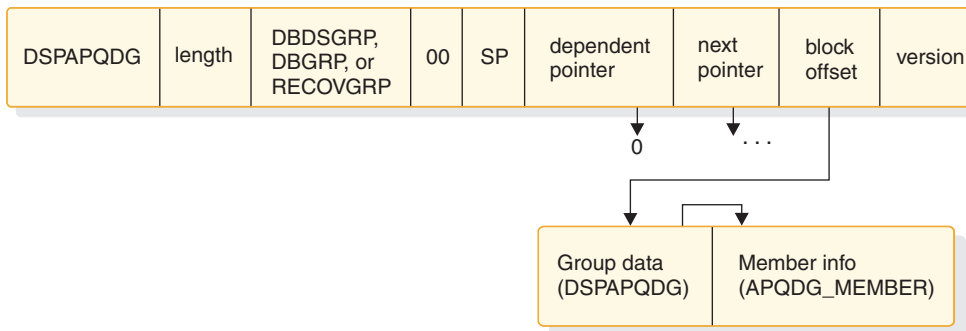 DSPAPQDG
length
DBDSGRP,
DBGRP, or
RECOVGRP
00
SP
dependent
pointer
next
pointer
block
offset
version
0
. . .
Group data
(DSPAPQDG)
Member info
(APQDG_MEMBER)